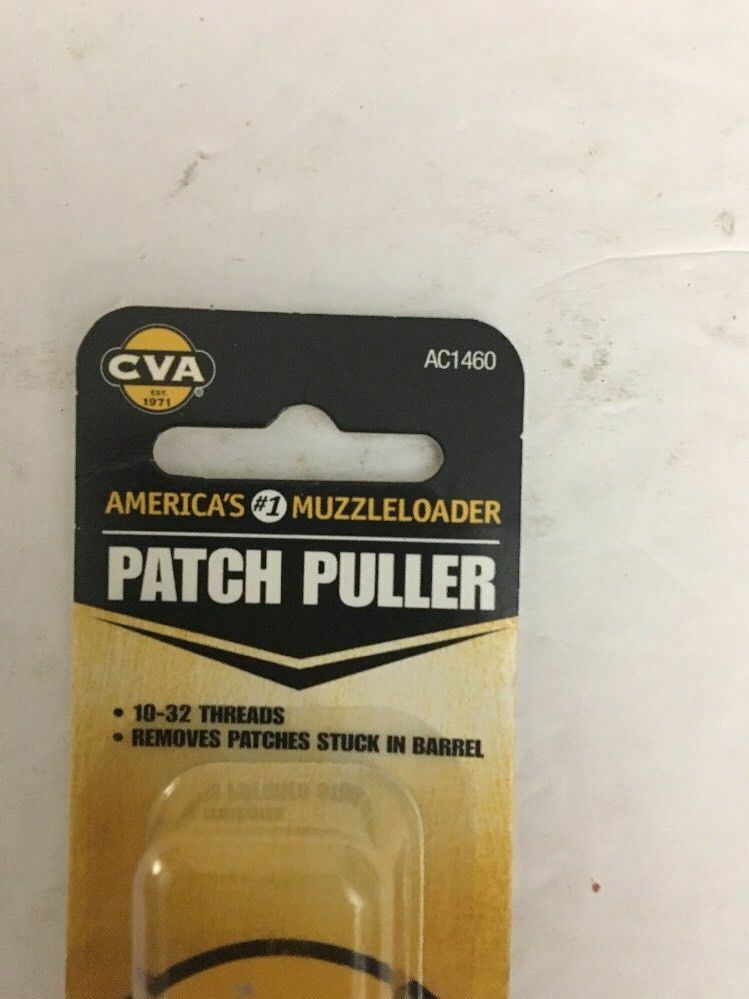 CVA
EST.
1971
®
AC1460
AMERICA'S #1 MUZZLELOADER
PATCH PULLER
• 10-32 THREADS
• REMOVES PATCHES STUCK IN BARREL